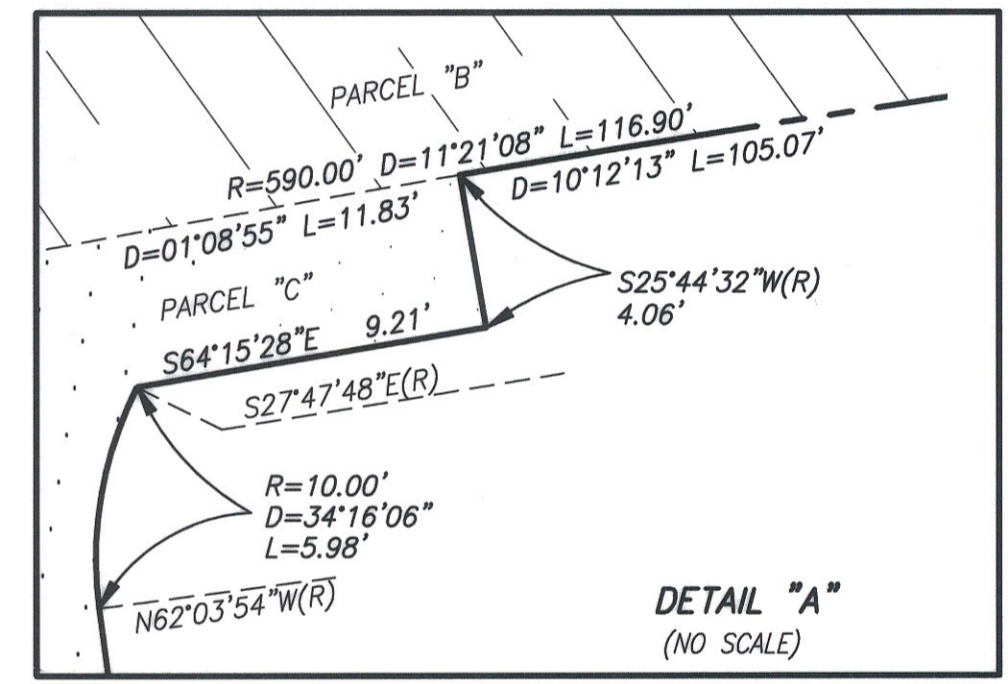 PARCEL "B"
R=590.00' D=11°21'08" L=116.90'
D=01°08'55" L=11.83'
D=10°12'13" L=105.07'
PARCEL "C"
S25°44'32"W(R)
4.06'
S64°15'28"E 9.21'
S27°47'48"E(R)
R=10.00'
D=34°16'06"
L=5.98'
N62°03'54"W(R)
DETAIL "A"
(NO SCALE)